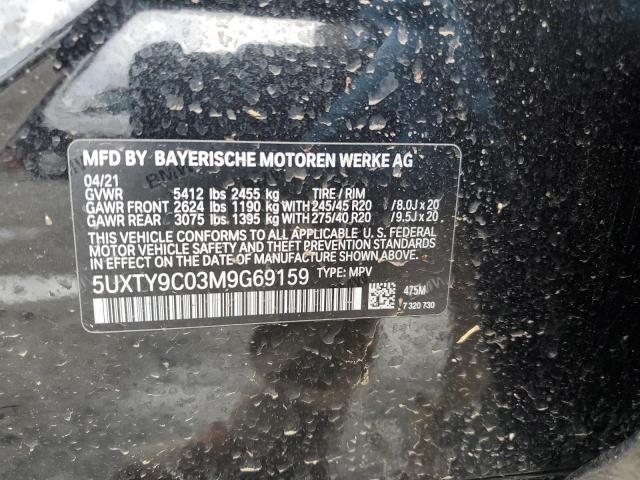 MFD BY BAYERISCHE MOTOREN WERKE AG
04/21
GVWR 5412 lbs 2455 kg TIRE / RIM
GAWR FRONT 2624 lbs 1190 kg WITH 245/45 R20 /8.0J x 20
GAWR REAR 3075 lbs 1395 kg WITH 275/40 R20 /9.5J x 20
THIS VEHICLE CONFORMS TO ALL APPLICABLE U. S. FEDERAL
MOTOR VEHICLE SAFETY AND THEFT PREVENTION STANDARDS
IN EFFECT ON THE DATE OF MANUFACTURE SHOWN ABOVE.
5UXTY9C03M9G69159 TYPE: MPV
475M
7 320 730